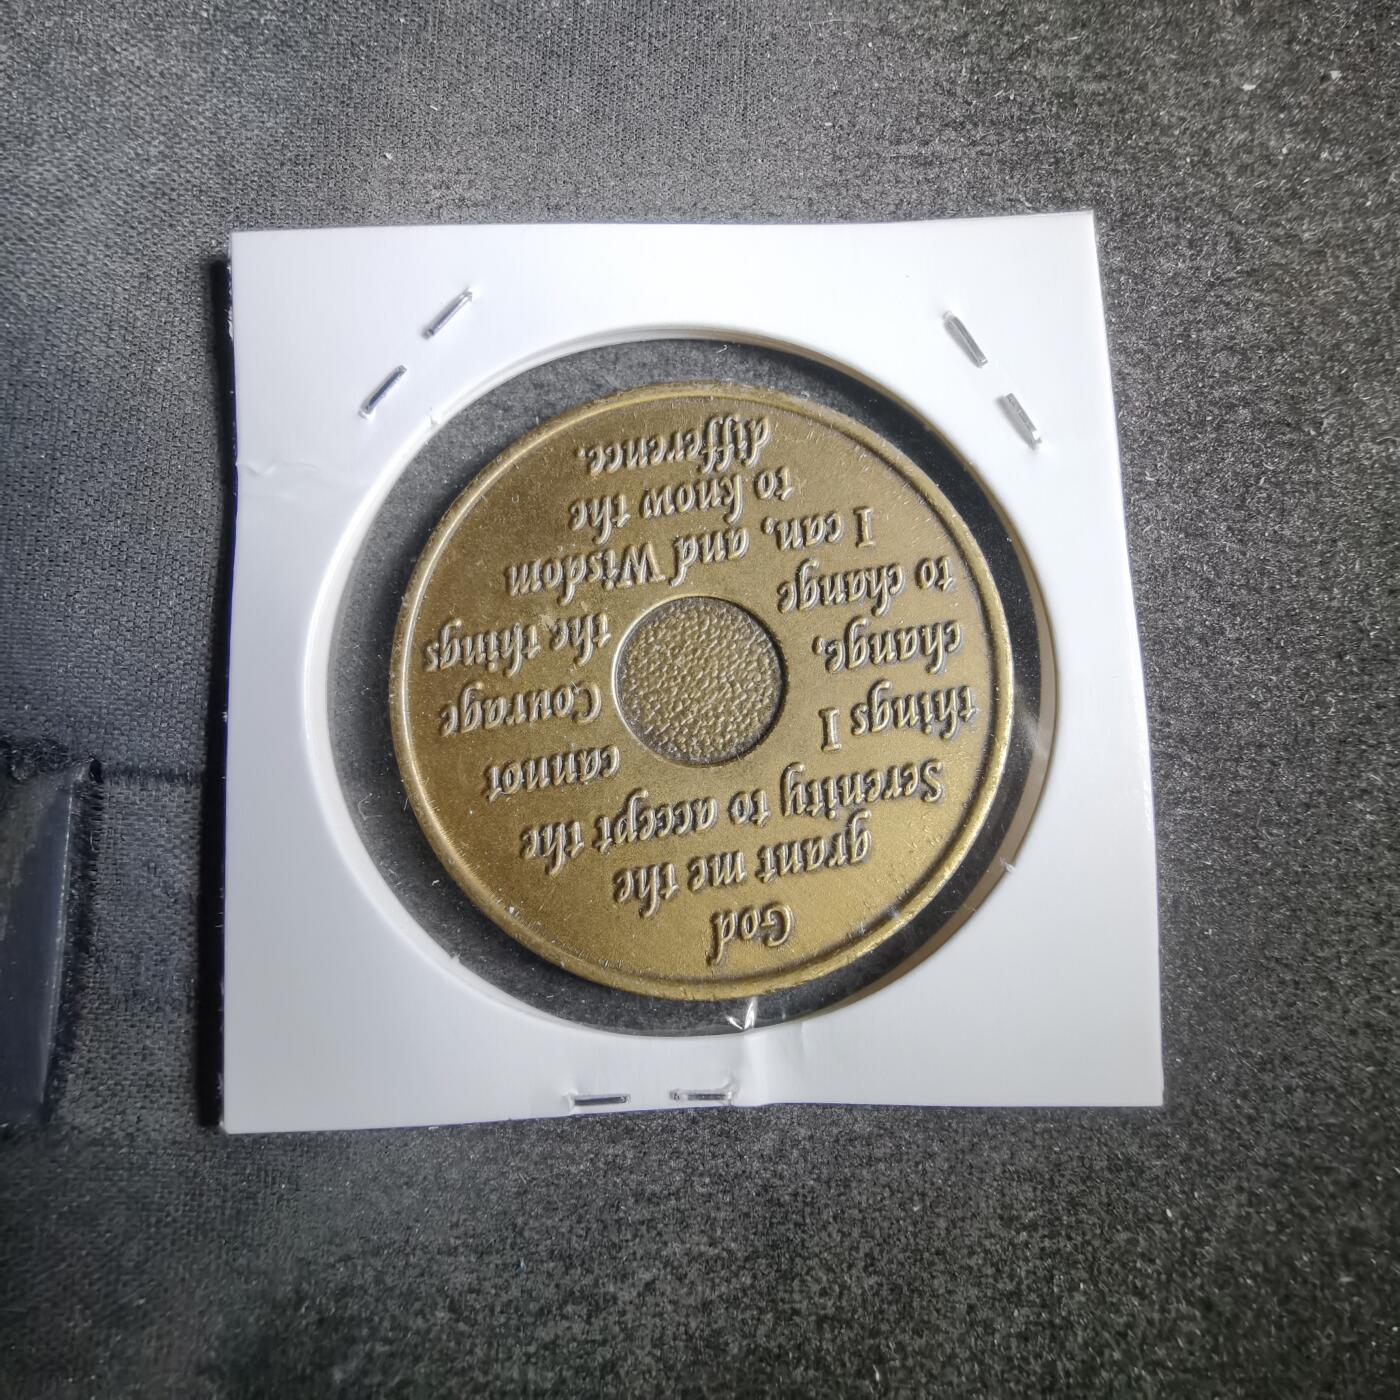 God
grant me the
Serenity to accept the
things I cannot
change, Courage
to change the things
I can, and Wisdom
to know the
difference.